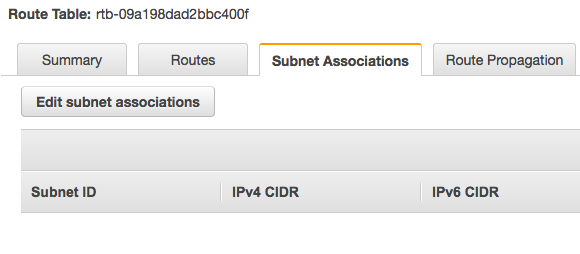 Route Table: rtb-09a198dad2bbc400f
Summary Routes Subnet Associations Route Propagation
Edit subnet associations
Subnet ID IPv4 CIDR IPv6 CIDR